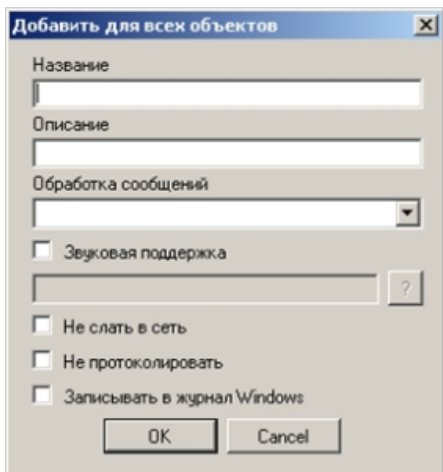 Добавить для всех объектов
Название
Описание
Обработка сообщений
Звуковая поддержка
?
Не слать в сеть
Не протоколировать
Записывать в журнал Windows
OK Cancel